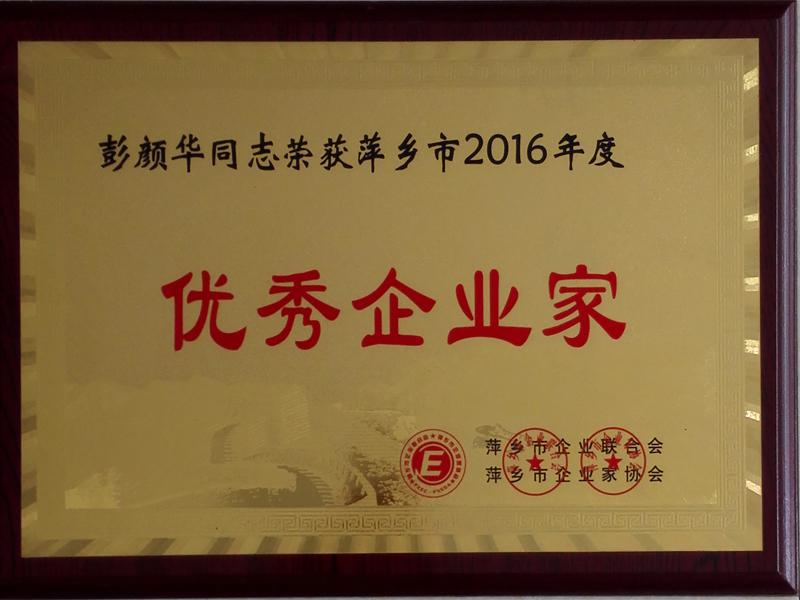 彭颜华同志荣获萍乡市2016年度
优秀企业家
E
萍乡市企业联合会
萍乡市企业家协会